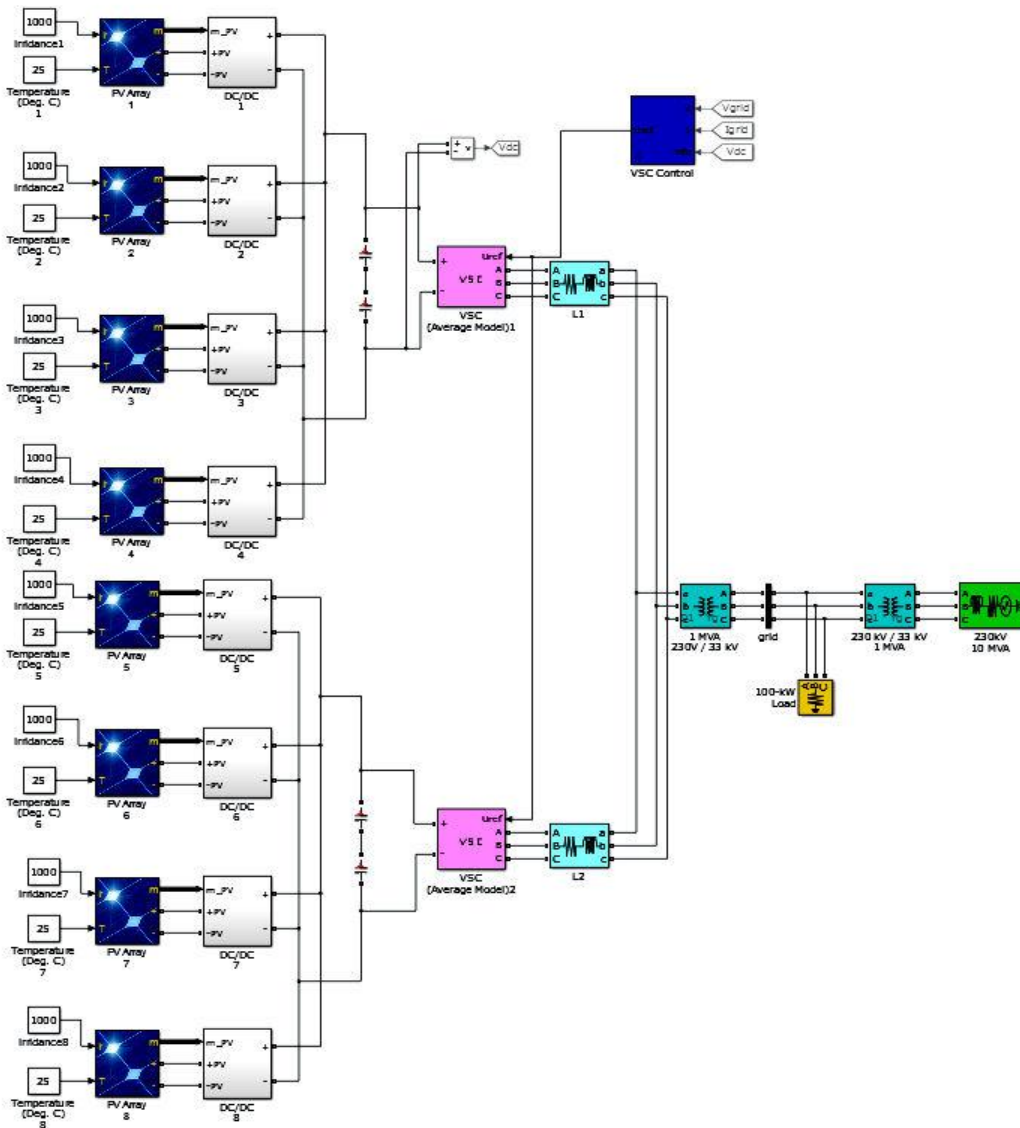 1000
Irridance1
25
Temperature
(Deg. C)
1
I
T
m
+
-
PV Array
1
m_PV
+PV
-PV
+
-
DC/DC
1
1000
Irridance2
25
Temperature
(Deg. C)
2
I
T
m
+
-
PV Array
2
m_PV
+PV
-PV
+
-
DC/DC
2
1000
Irridance3
25
Temperature
(Deg. C)
3
I
T
m
+
-
PV Array
3
m_PV
+PV
-PV
+
-
DC/DC
3
1000
Irridance4
25
Temperature
(Deg. C)
4
I
T
m
+
-
PV Array
4
m_PV
+PV
-PV
+
-
DC/DC
4
1000
Irridance5
25
Temperature
(Deg. C)
5
I
T
m
+
-
PV Array
5
m_PV
+PV
-PV
+
-
DC/DC
5
1000
Irridance6
25
Temperature
(Deg. C)
6
I
T
m
+
-
PV Array
6
m_PV
+PV
-PV
+
-
DC/DC
6
1000
Irridance7
25
Temperature
(Deg. C)
7
I
T
m
+
-
PV Array
7
m_PV
+PV
-PV
+
-
DC/DC
7
1000
Irridance8
25
Temperature
(Deg. C)
8
I
T
m
+
-
PV Array
8
m_PV
+PV
-PV
+
-
DC/DC
8
+
-
v
Vdc
Vgrid
Igrid
Vdc
VSC Control
+
-
VSC
Uref
A
B
C
VSC
(Average Model)1
A
B
C
a
b
c
L1
+
-
VSC
Uref
A
B
C
VSC
(Average Model)2
A
B
C
a
b
c
L2
a
b
c
A
B
C
1 MVA
230V / 33 kV
grid
A
B
C
100-kW
Load
a
b
c
A
B
C
230 kV / 33 kV
1 MVA
A
B
C
230kV
10 MVA